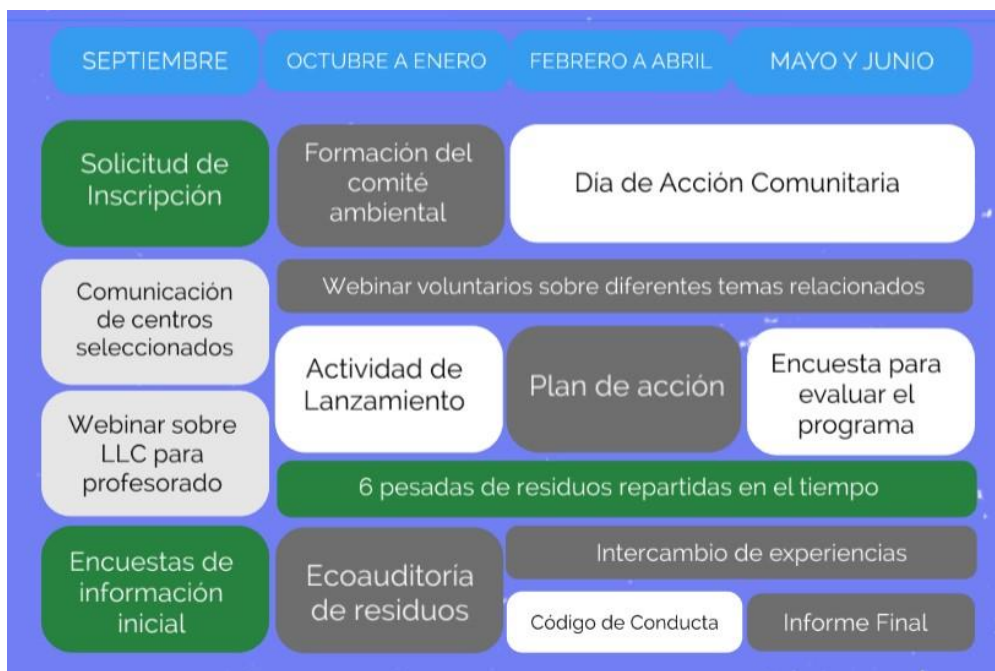 SEPTIEMBRE
OCTUBRE A ENERO
FEBRERO A ABRIL
MAYO Y JUNIO
Solicitud de
Inscripción
Formación del
comité
ambiental
Día de Acción Comunitaria
Comunicación
de centros
seleccionados
Webinar voluntarios sobre diferentes temas relacionados
Actividad de
Lanzamiento
Plan de acción
Encuesta para
evaluar el
programa
Webinar sobre
LLC para
profesorado
6 pesadas de residuos repartidas en el tiempo
Encuestas de
información
inicial
Ecoauditoría
de residuos
Intercambio de experiencias
Código de Conducta
Informe Final